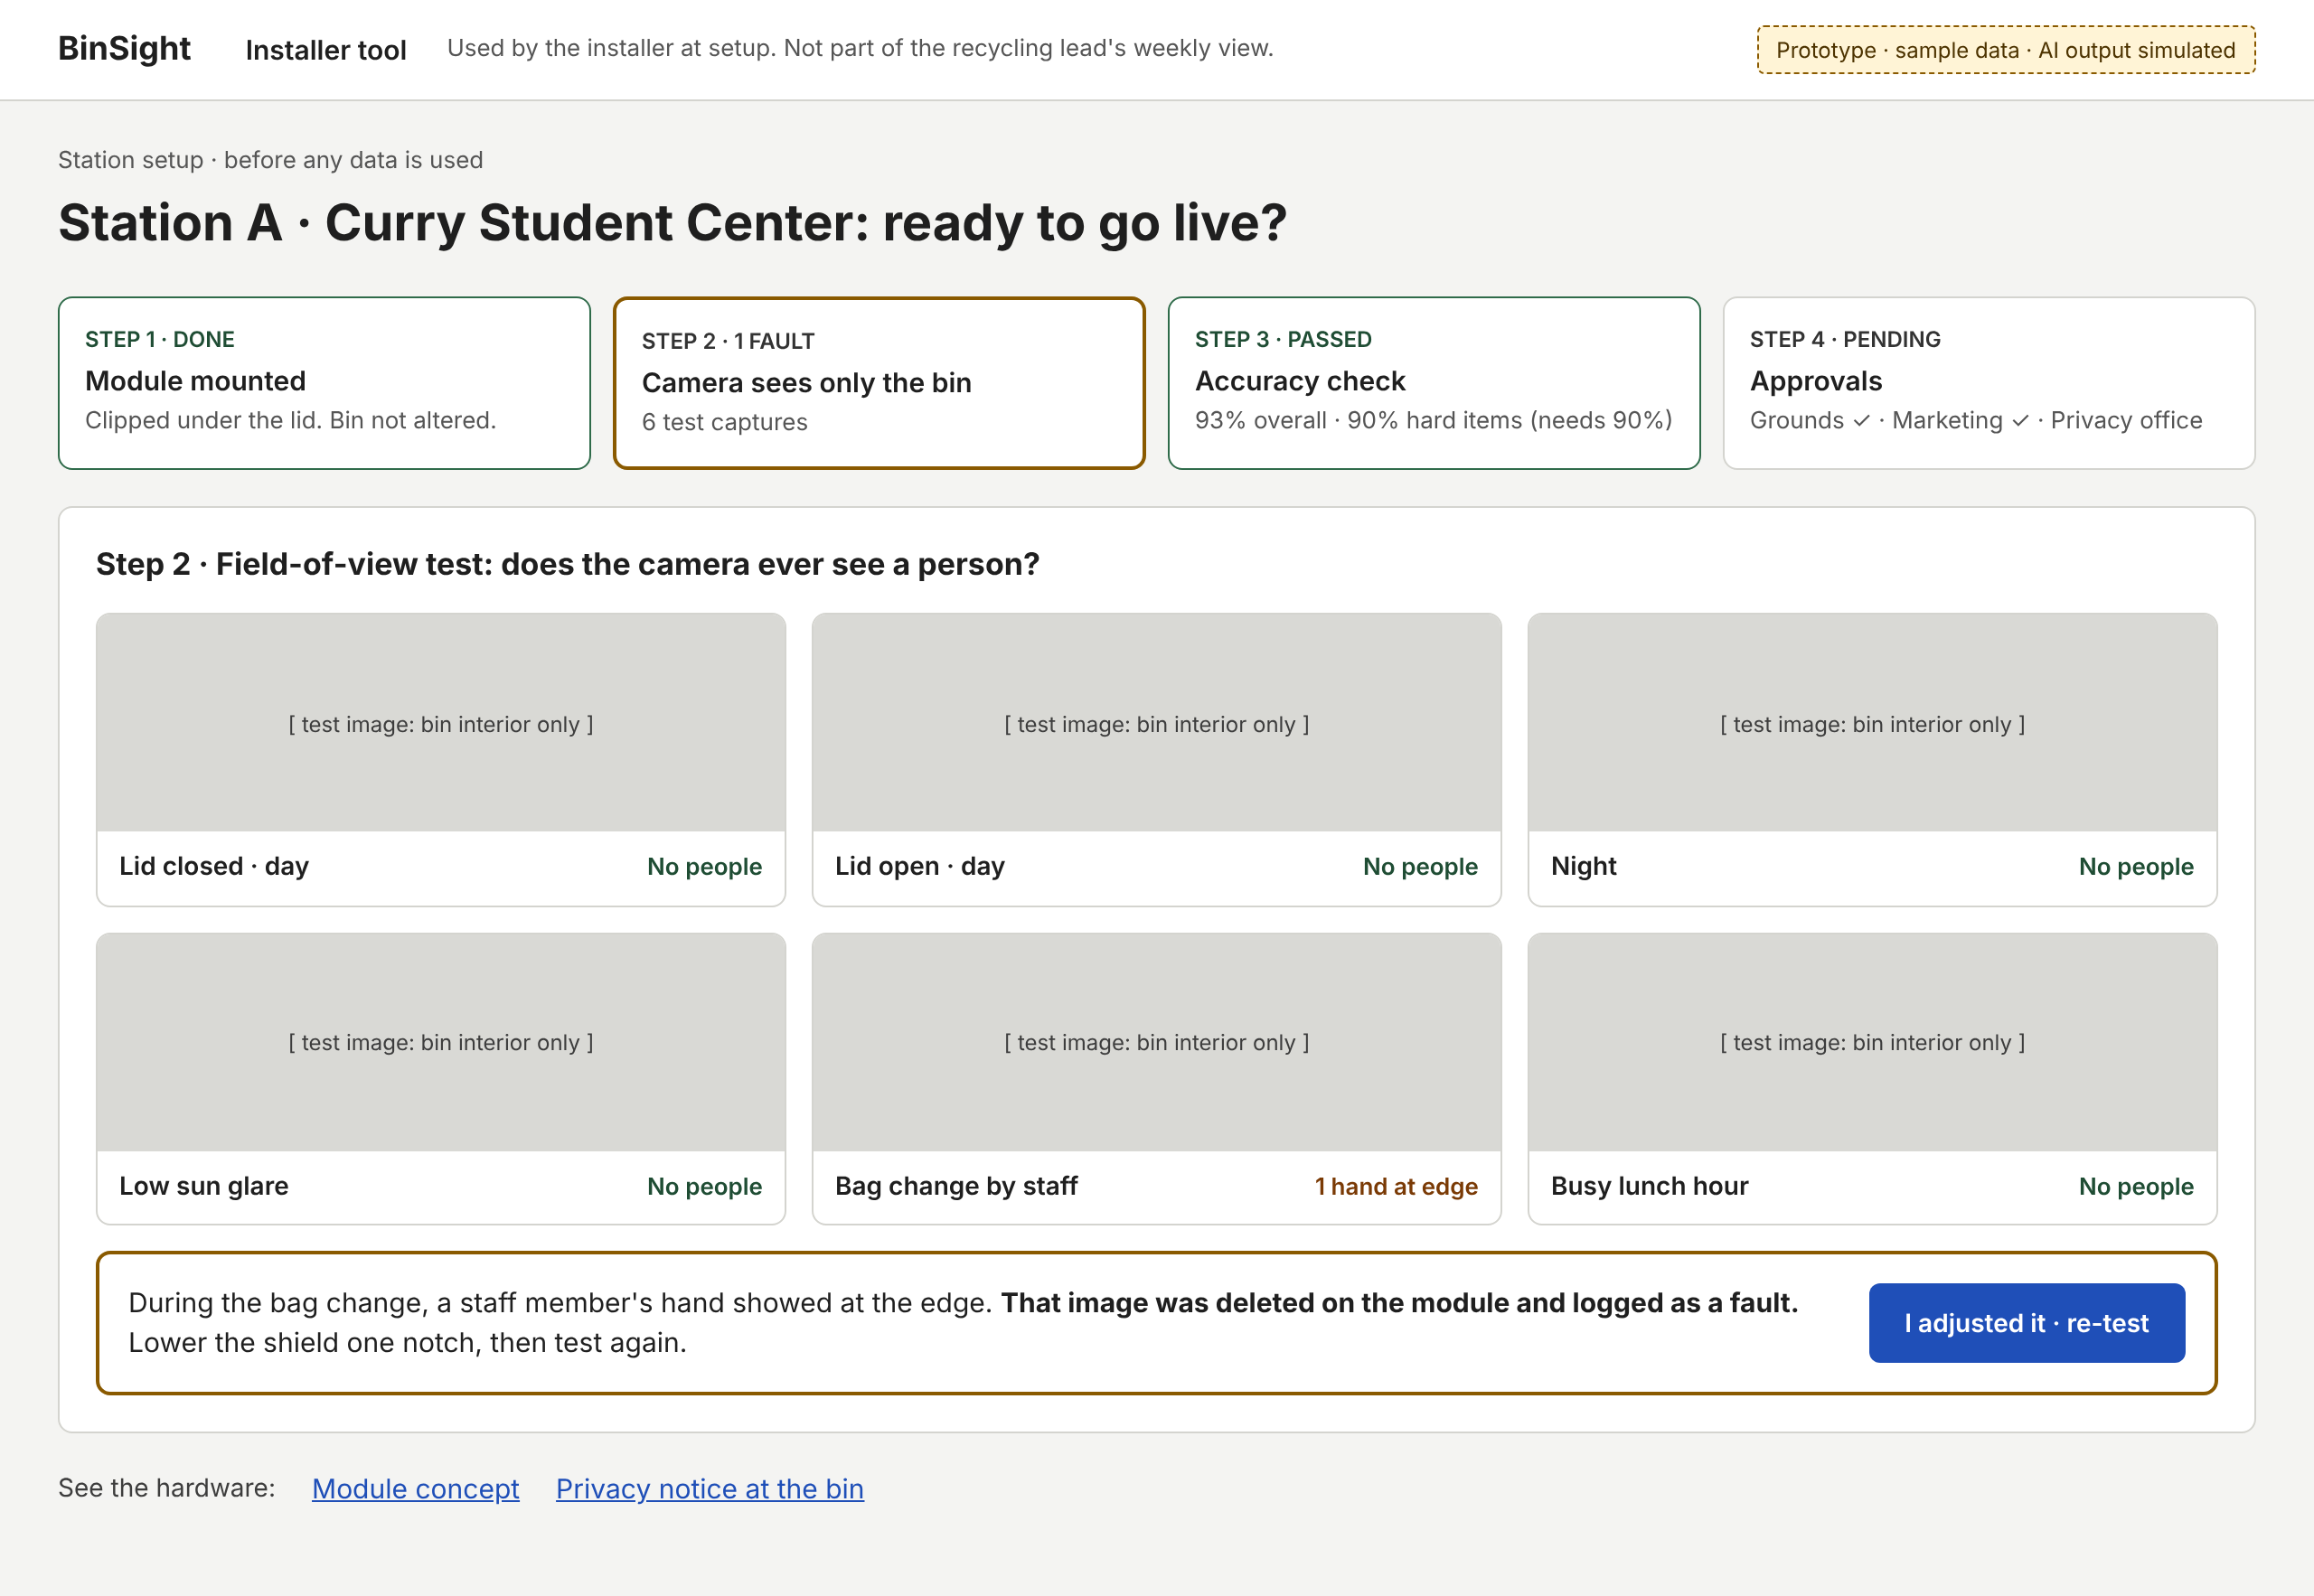 BinSight
Installer tool
Used by the installer at setup. Not part of the recycling lead's weekly view.
Prototype · sample data · AI output simulated
Station setup · before any data is used
Station A · Curry Student Center: ready to go live?
STEP 1 · DONE
Module mounted
Clipped under the lid. Bin not altered.
STEP 2 · 1 FAULT
Camera sees only the bin
6 test captures
STEP 3 · PASSED
Accuracy check
93% overall · 90% hard items (needs 90%)
STEP 4 · PENDING
Approvals
Grounds ✓ · Marketing ✓ · Privacy office
Step 2 · Field-of-view test: does the camera ever see a person?
[ test image: bin interior only ]
Lid closed · day
No people
[ test image: bin interior only ]
Lid open · day
No people
[ test image: bin interior only ]
Night
No people
[ test image: bin interior only ]
Low sun glare
No people
[ test image: bin interior only ]
Bag change by staff
1 hand at edge
[ test image: bin interior only ]
Busy lunch hour
No people
During the bag change, a staff member's hand showed at the edge. That image was deleted on the module and logged as a fault.
Lower the shield one notch, then test again.
I adjusted it · re-test
See the hardware:
Module concept
Privacy notice at the bin